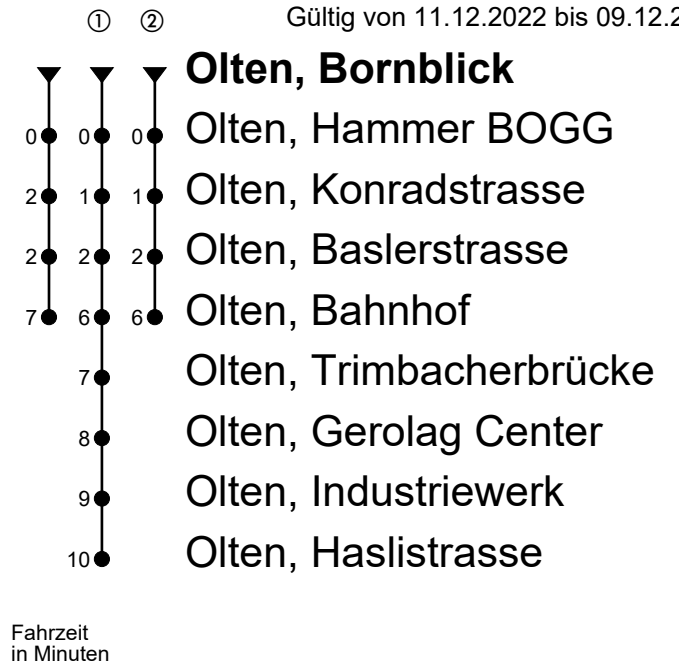 ① ② Gültig von 11.12.2022 bis 09.12.2
Olten, Bornblick
0 0 0 Olten, Hammer BOGG
2 1 1 Olten, Konradstrasse
2 2 2 Olten, Baslerstrasse
7 6 6 Olten, Bahnhof
7 Olten, Trimbacherbrücke
8 Olten, Gerolag Center
9 Olten, Industriewerk
10 Olten, Haslistrasse
Fahrzeit
in Minuten